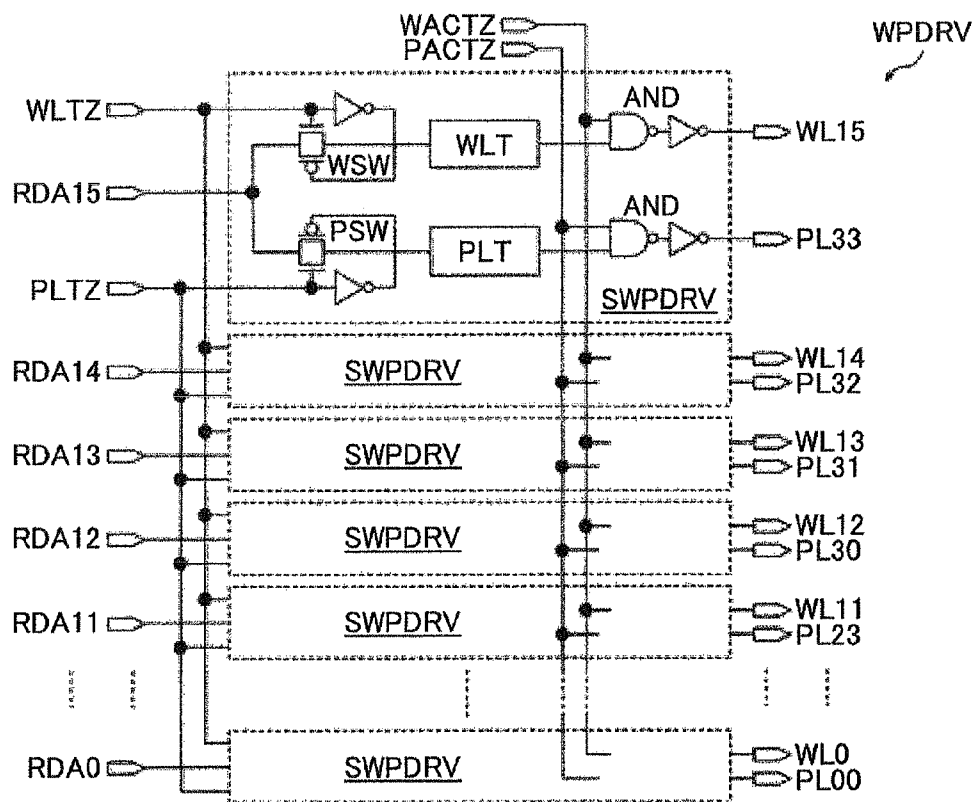 WACTZ
PACTZ
WPDRV
WLTZ
AND
WSW
WLT
WL15
RDA15
PSW
PLT
AND
PL33
PLTZ
SWPDRV
RDA14
SWPDRV
WL14
PL32
RDA13
SWPDRV
WL13
PL31
RDA12
SWPDRV
WL12
PL30
RDA11
SWPDRV
WL11
PL23
RDA0
SWPDRV
WL0
PL00